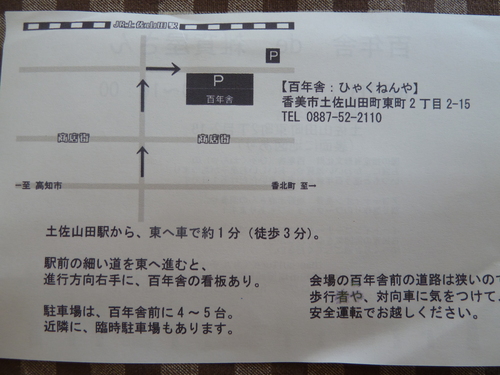 JR土佐山田駅
P
P
百年舎
【百年舎：ひゃくねんや】
香美市土佐山田町東町２丁目2-15
TEL 0887-52-2110
商店街 商店街
←至 高知市
香北町 至→
土佐山田駅から、東へ車で約１分（徒歩３分）。
駅前の細い道を東へ進むと、
進行方向右手に、百年舎の看板あり。
駐車場は、百年舎前に４～５台。
近隣に、臨時駐車場もあります。
会場の百年舎前の道路は狭いので
歩行者や、対向車に気をつけて、
安全運転でお越しください。